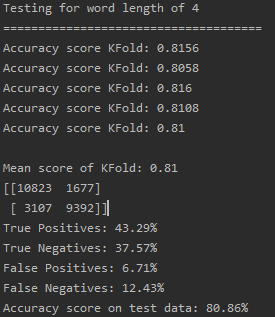 Testing for word length of 4
=====================================
Accuracy score KFold: 0.8156
Accuracy score KFold: 0.8058
Accuracy score KFold: 0.816
Accuracy score KFold: 0.8108
Accuracy score KFold: 0.81
Mean score of KFold: 0.81
[[10823 1677]
[ 3107 9392]]
True Positives: 43.29%
True Negatives: 37.57%
False Positives: 6.71%
False Negatives: 12.43%
Accuracy score on test data: 80.86%